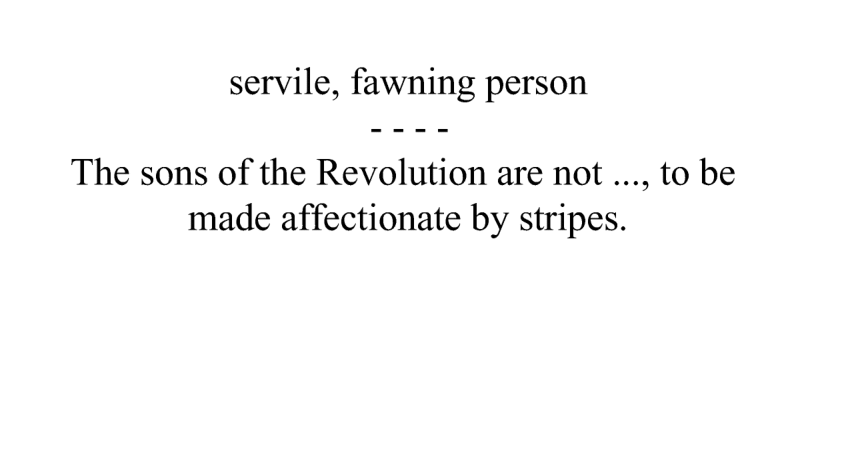 servile, fawning person
- - - -
The sons of the Revolution are not ..., to be
made affectionate by stripes.